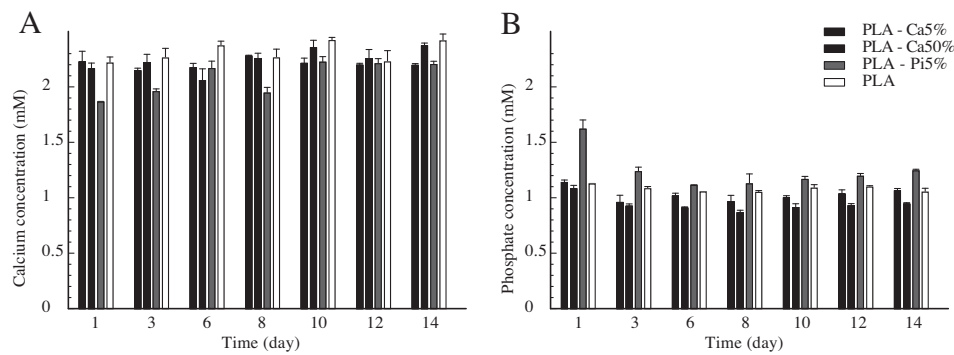 A
Calcium concentration (mM)
2
1.5
1
0.5
0
1 3 6 8 10 12 14
Time (day)
B
PLA - Ca5%
PLA - Ca50%
PLA - Pi5%
PLA
Phosphate concentration (mM)
2
1.5
1
0.5
0
1 3 6 8 10 12 14
Time (day)